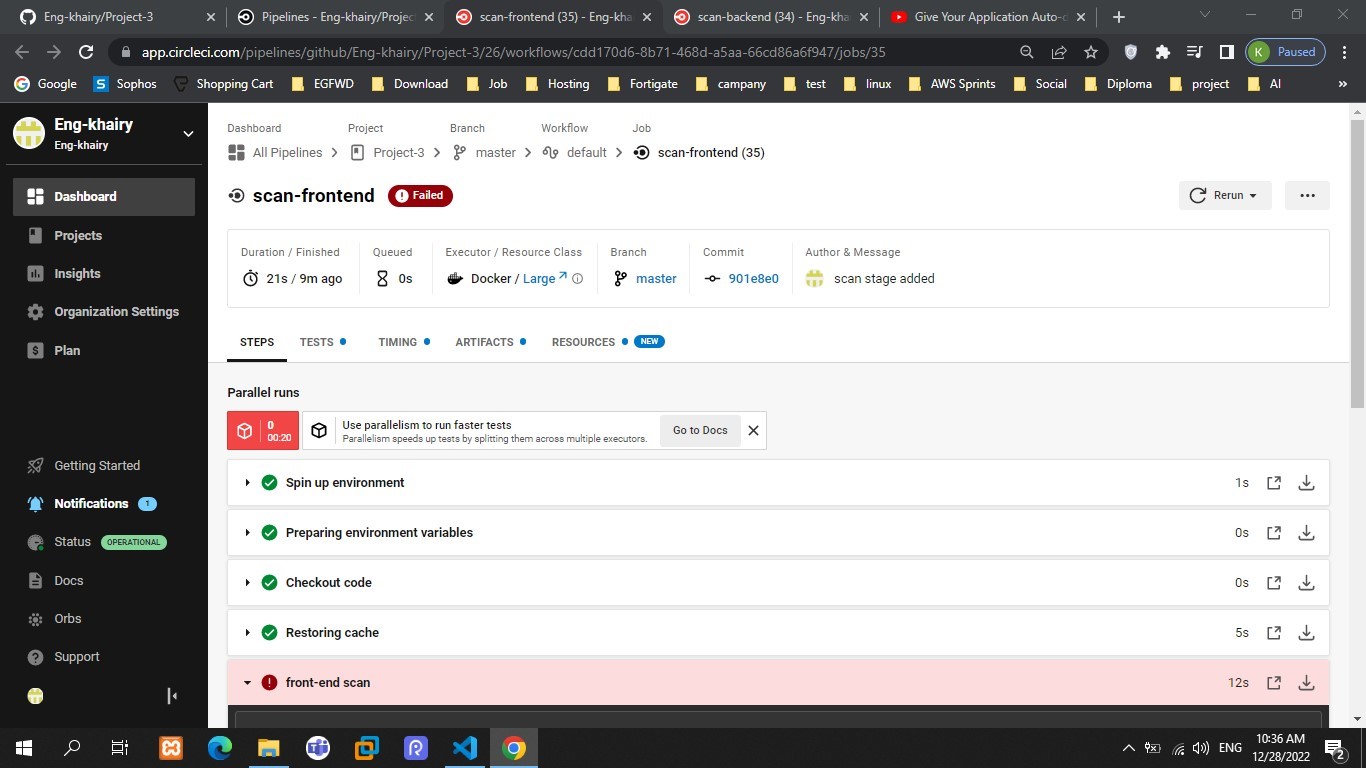 Eng-khairy/Project-3
Pipelines - Eng-khairy/Projec
scan-frontend (35) - Eng-kha
scan-backend (34) - Eng-kha
Give Your Application Auto-d
app.circleci.com/pipelines/github/Eng-khairy/Project-3/26/workflows/cdd170d6-8b71-468d-a5aa-66cd86a6f947/jobs/35
K Paused
Google
S Sophos
Shopping Cart
EGFWD
Download
Job
Hosting
Fortigate
campany
test
linux
AWS Sprints
Social
Diploma
project
AI
»
Eng-khairy
Eng-khairy
Dashboard
Projects
Insights
Organization Settings
$ Plan
Getting Started
Notifications 1
Status OPERATIONAL
Docs
Orbs
? Support
Dashboard Project Branch Workflow Job
All Pipelines Project-3 master default scan-frontend (35)
scan-frontend ! Failed
Rerun
Duration / Finished Queued Executor / Resource Class Branch Commit Author & Message
21s / 9m ago 0s Docker / Large master 901e8e0 scan stage added
STEPS TESTS TIMING ARTIFACTS RESOURCES NEW
Parallel runs
0
00:20
Use parallelism to run faster tests
Parallelism speeds up tests by splitting them across multiple executors.
Go to Docs
Spin up environment 1s
Preparing environment variables 0s
Checkout code 0s
Restoring cache 5s
! front-end scan 12s
ENG
10:36 AM
12/28/2022
2